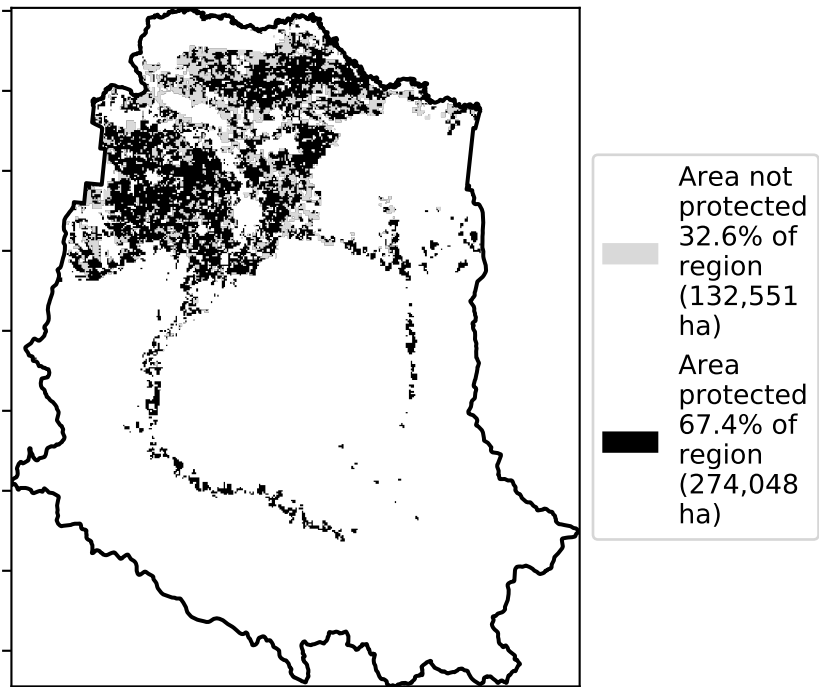 Area not
protected
32.6% of
region
(132,551
ha)
Area
protected
67.4% of
region
(274,048
ha)